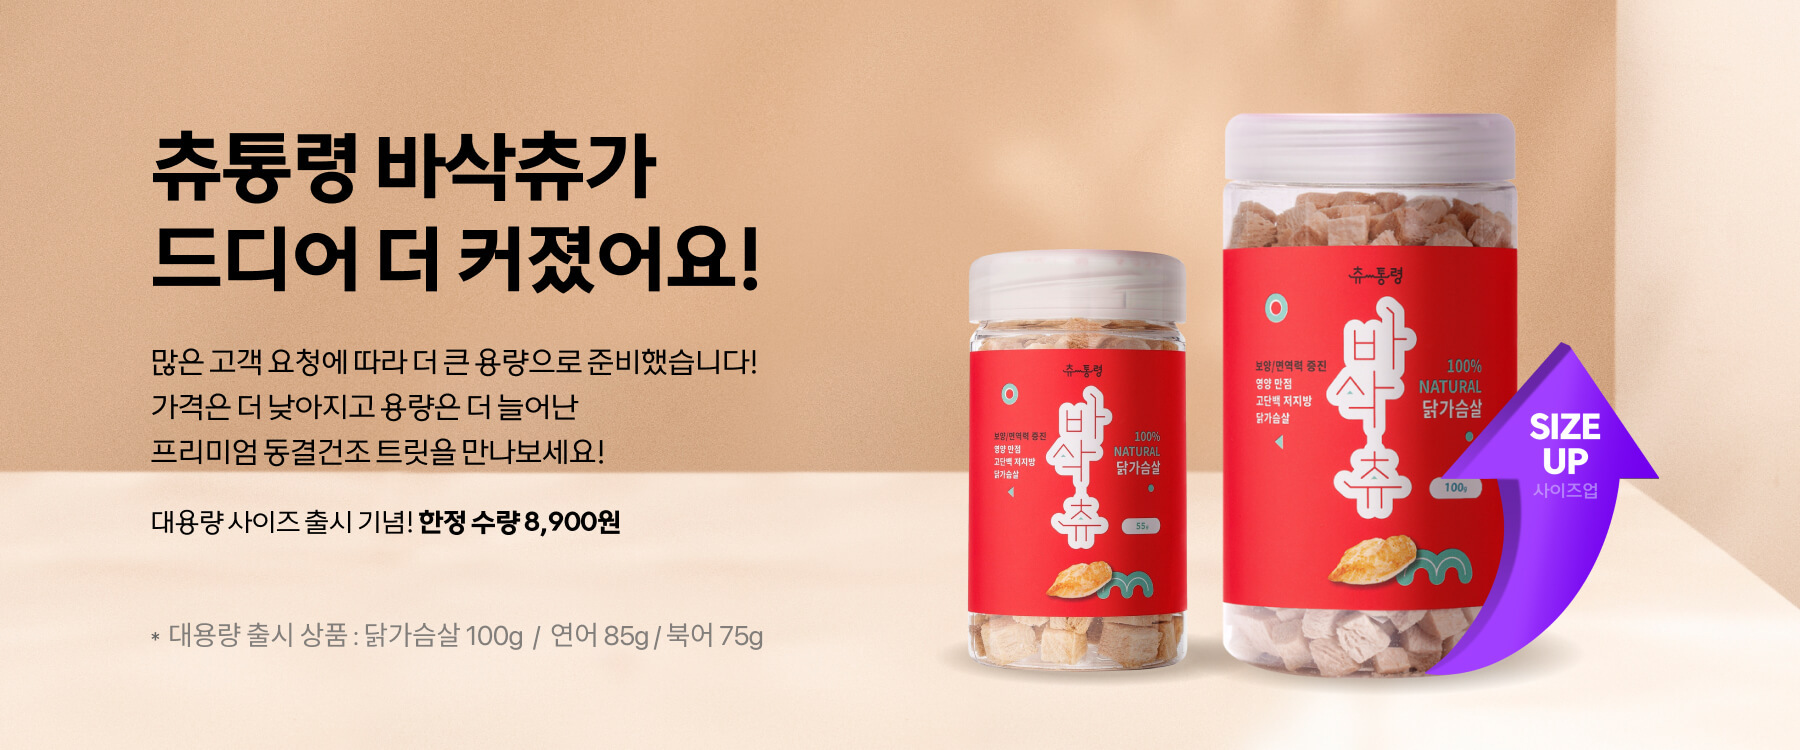 츄통령 바삭츄가
드디어 더 커졌어요!
많은 고객 요청에 따라 더 큰 용량으로 준비했습니다!
가격은 더 낮아지고 용량은 더 늘어난
프리미엄 동결건조 트릿을 만나보세요!
대용량 사이즈 출시 기념! 한정 수량 8,900원
* 대용량 출시 상품 : 닭가슴살 100g / 연어 85g / 북어 75g
츄통령
바삭츄
보양/면역력 증진
영양 만점
고단백 저지방
닭가슴살
100%
NATURAL
닭가슴살
55g
츄통령
바삭츄
보양/면역력 증진
영양 만점
고단백 저지방
닭가슴살
100%
NATURAL
닭가슴살
100g
SIZE
UP
사이즈업